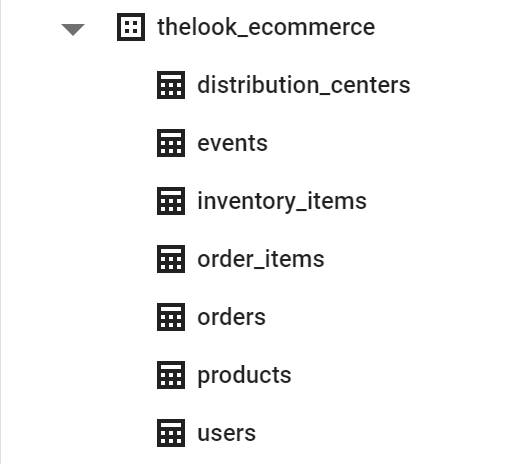 thelook_ecommerce
distribution_centers
events
inventory_items
order_items
orders
products
users